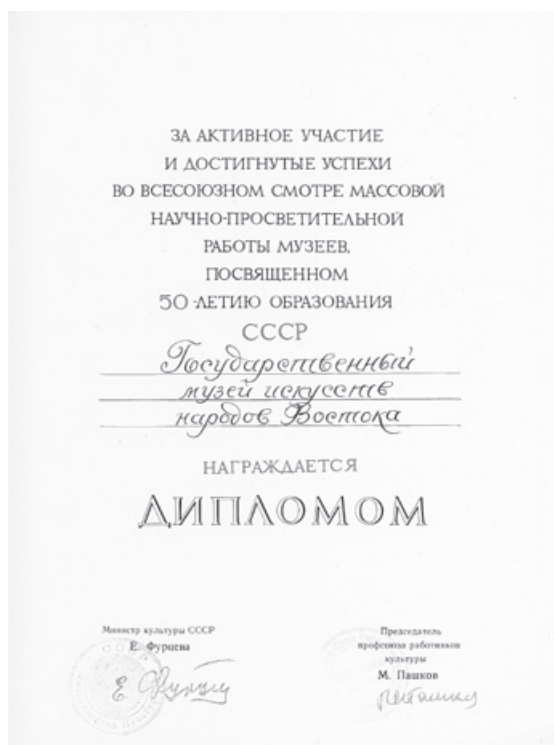 ЗА АКТИВНОЕ УЧАСТИЕ
И ДОСТИГНУТЫЕ УСПЕХИ
ВО ВСЕСОЮЗНОМ СМОТРЕ МАССОВОЙ
НАУЧНО-ПРОСВЕТИТЕЛЬНОЙ
РАБОТЫ МУЗЕЕВ,
ПОСВЯЩЕННОМ
50-ЛЕТИЮ ОБРАЗОВАНИЯ
СССР
Государственный
музей искусств
народов Востока
НАГРАЖДАЕТСЯ
ДИПЛОМОМ
Министр культуры СССР
Е. Фурцева
Председатель
профсоюза работников
культуры
М. Пашков